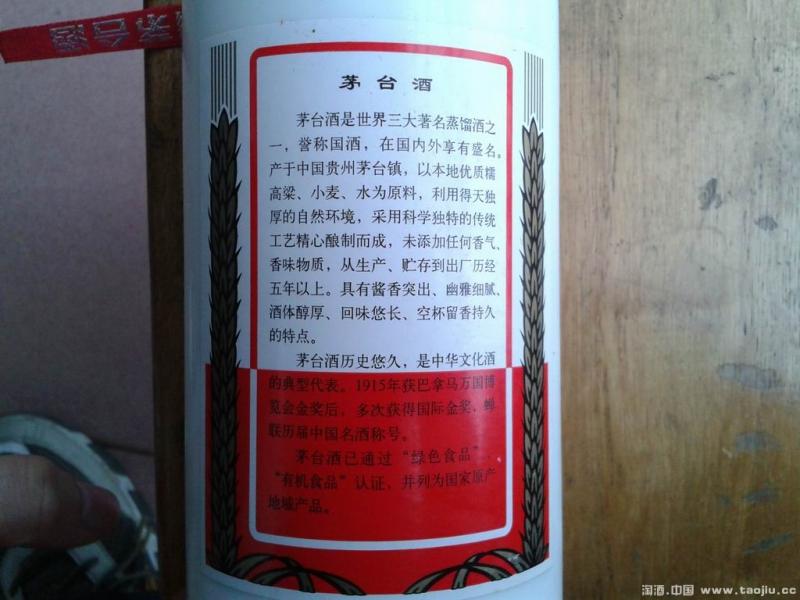 茅台酒
茅台酒
茅台酒是世界三大著名蒸馏酒之
一，誉称国酒，在国内外享有盛名。
产于中国贵州茅台镇，以本地优质糯
高粱、小麦、水为原料，利用得天独
厚的自然环境，采用科学独特的传统
工艺精心酿制而成，未添加任何香气、
香味物质，从生产、贮存到出厂历经
五年以上。具有酱香突出、幽雅细腻、
酒体醇厚、回味悠长、空杯留香持久
的特点。
茅台酒历史悠久，是中华文化酒
的典型代表。1915年获巴拿马万国博
览会金奖后，多次获得国际金奖，蝉
联历届中国名酒称号。
茅台酒已通过“绿色食品”、
“有机食品”认证，并列为国家原产
地域产品。
淘酒.中国 www.taojiu.cc